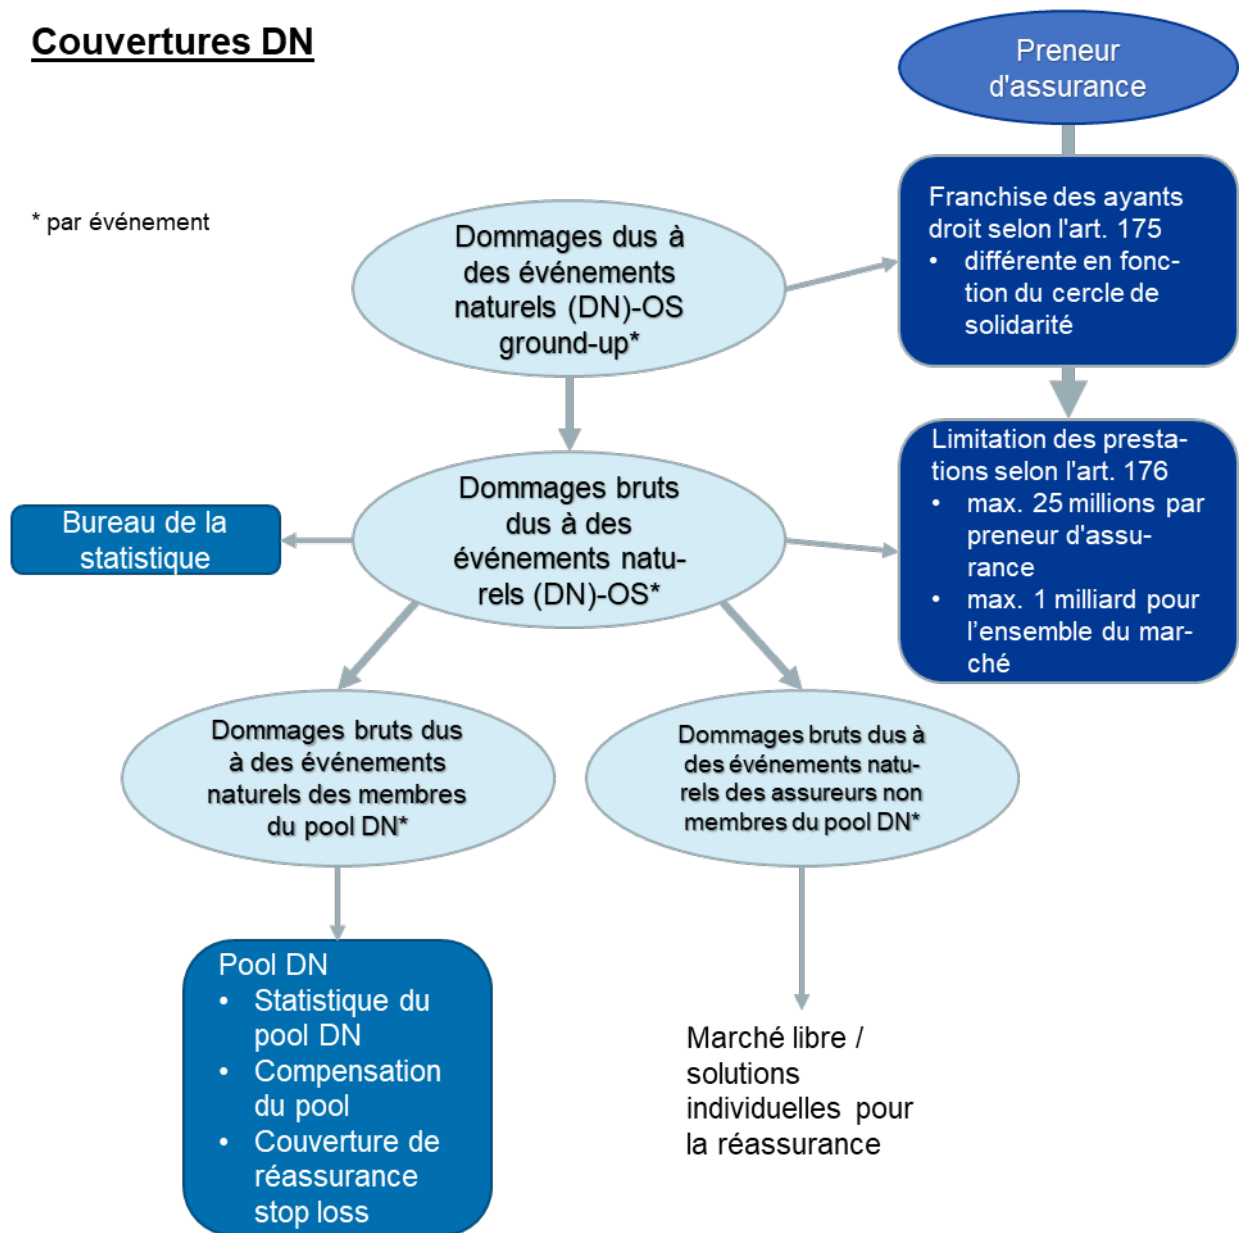 Couvertures DN
Preneur
d'assurance
* par événement
Franchise des ayants
droit selon l'art. 175
• différente en fonc-
tion du cercle de
solidarité
Dommages dus à
des événements
naturels (DN)-OS
ground-up*
Limitation des presta-
tions selon l'art. 176
• max. 25 millions par
preneur d'assu-
rance
• max. 1 milliard pour
l’ensemble du mar-
ché
Dommages bruts
dus à des
événements natu-
rels (DN)-OS*
Bureau de la
statistique
Dommages bruts dus
à des événements
naturels des membres
du pool DN*
Dommages bruts dus à
des événements natu-
rels des assureurs non
membres du pool DN*
Pool DN
• Statistique du
pool DN
• Compensation
du pool
• Couverture de
réassurance
stop loss
Marché libre /
solutions
individuelles pour
la réassurance